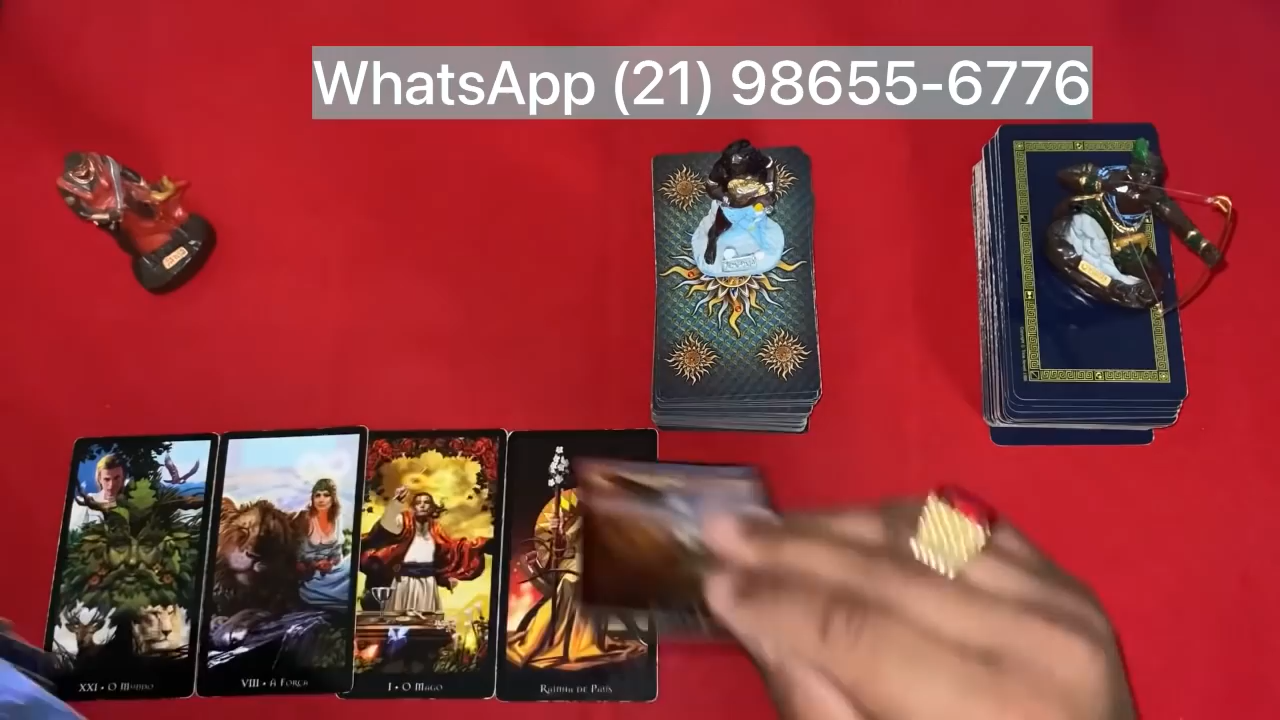 WhatsApp (21) 98655-6776
XXI • O Mundo
VIII • A Força
I • O Mago
Rainha de Paus